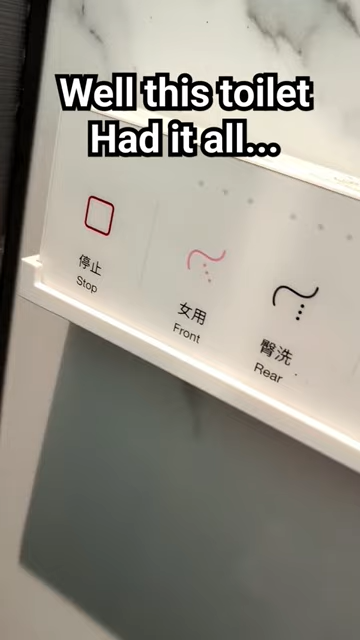 Well this toilet
Had it all...
停止
Stop
女用
Front
臀洗
Rear